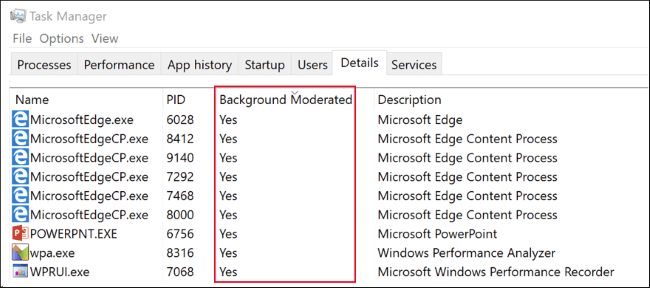 Task Manager
File Options View
Processes Performance App history Startup Users Details Services
Name PID Background Moderated Description
MicrosoftEdge.exe 6028 Yes Microsoft Edge
MicrosoftEdgeCP.exe 8412 Yes Microsoft Edge Content Process
MicrosoftEdgeCP.exe 9140 Yes Microsoft Edge Content Process
MicrosoftEdgeCP.exe 7292 Yes Microsoft Edge Content Process
MicrosoftEdgeCP.exe 7468 Yes Microsoft Edge Content Process
MicrosoftEdgeCP.exe 8000 Yes Microsoft Edge Content Process
POWERPNT.EXE 6756 Yes Microsoft PowerPoint
wpa.exe 8316 Yes Windows Performance Analyzer
WPRUI.exe 7068 Yes Microsoft Windows Performance Recorder